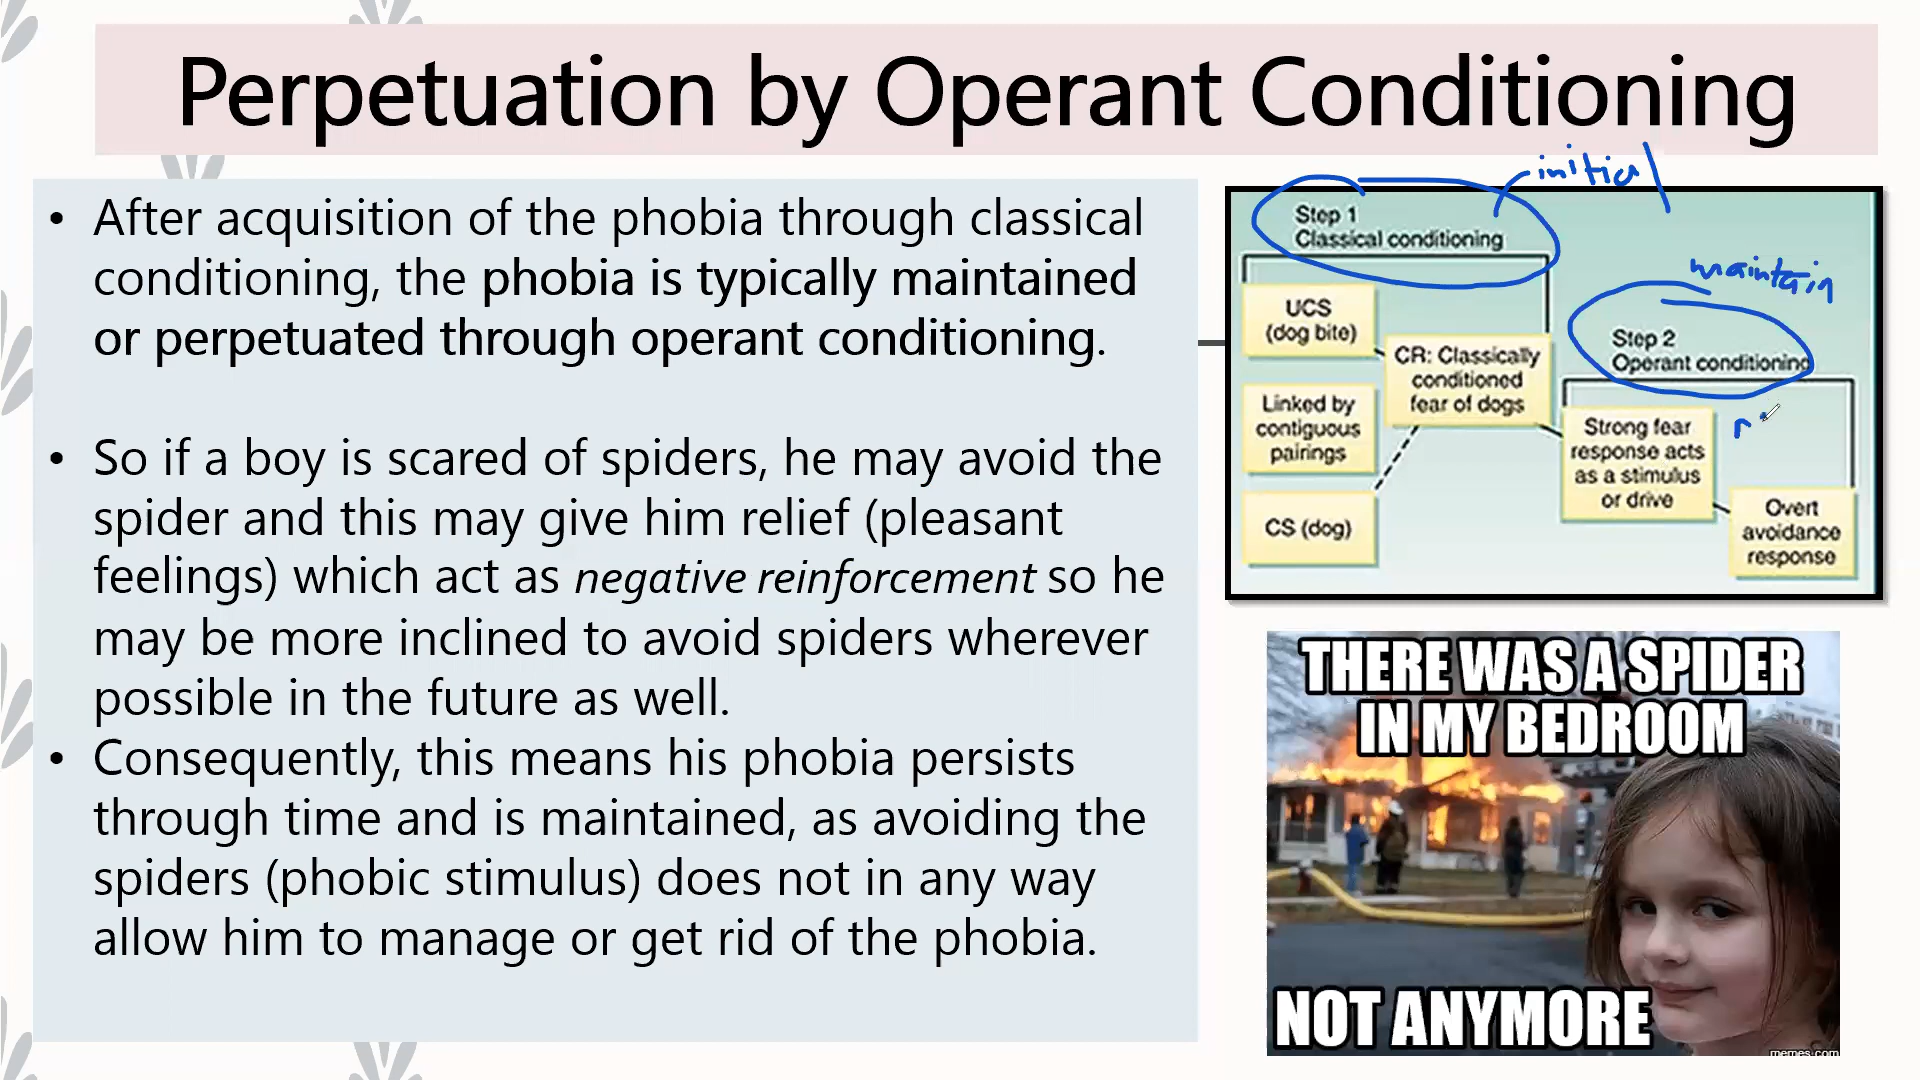 Perpetuation by Operant Conditioning
• After acquisition of the phobia through classical
conditioning, the phobia is typically maintained
or perpetuated through operant conditioning.
• So if a boy is scared of spiders, he may avoid the
spider and this may give him relief (pleasant
feelings) which act as negative reinforcement so he
may be more inclined to avoid spiders wherever
possible in the future as well.
• Consequently, this means his phobia persists
through time and is maintained, as avoiding the
spiders (phobic stimulus) does not in any way
allow him to manage or get rid of the phobia.
initial
Step 1
Classical conditioning
maintain
UCS
(dog bite)
Step 2
Operant conditioning
CR: Classically
conditioned
fear of dogs
Linked by
contiguous
pairings
Strong fear
response acts
as a stimulus
or drive
CS (dog)
Overt
avoidance
response
THERE WAS A SPIDER
IN MY BEDROOM
NOT ANYMORE
memes.com